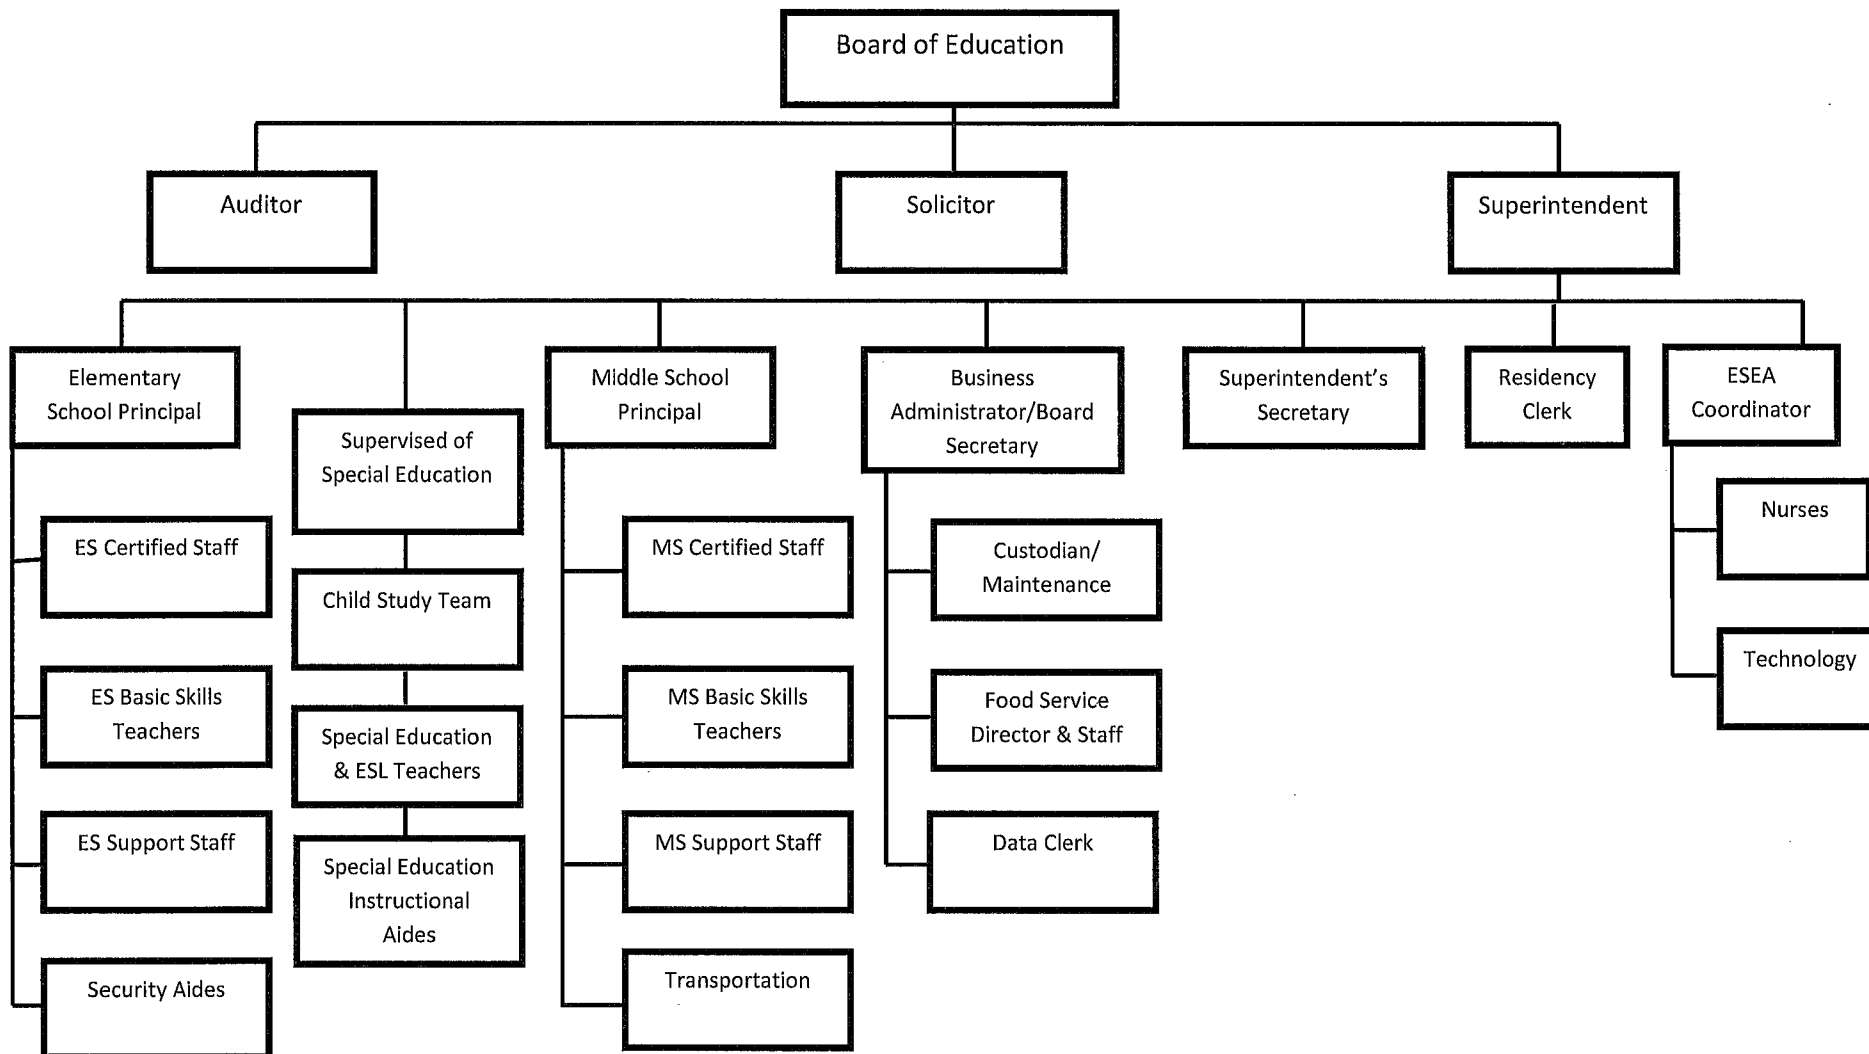 Board of Education
Auditor
Solicitor
Superintendent
Elementary
School Principal
Supervised of
Special Education
Middle School
Principal
Business
Administrator/Board
Secretary
Superintendent's
Secretary
Residency
Clerk
ESEA
Coordinator
ES Certified Staff
ES Basic Skills
Teachers
ES Support Staff
Security Aides
Child Study Team
Special Education
& ESL Teachers
Special Education
Instructional
Aides
MS Certified Staff
MS Basic Skills
Teachers
MS Support Staff
Transportation
Custodian/
Maintenance
Food Service
Director & Staff
Data Clerk
Nurses
Technology